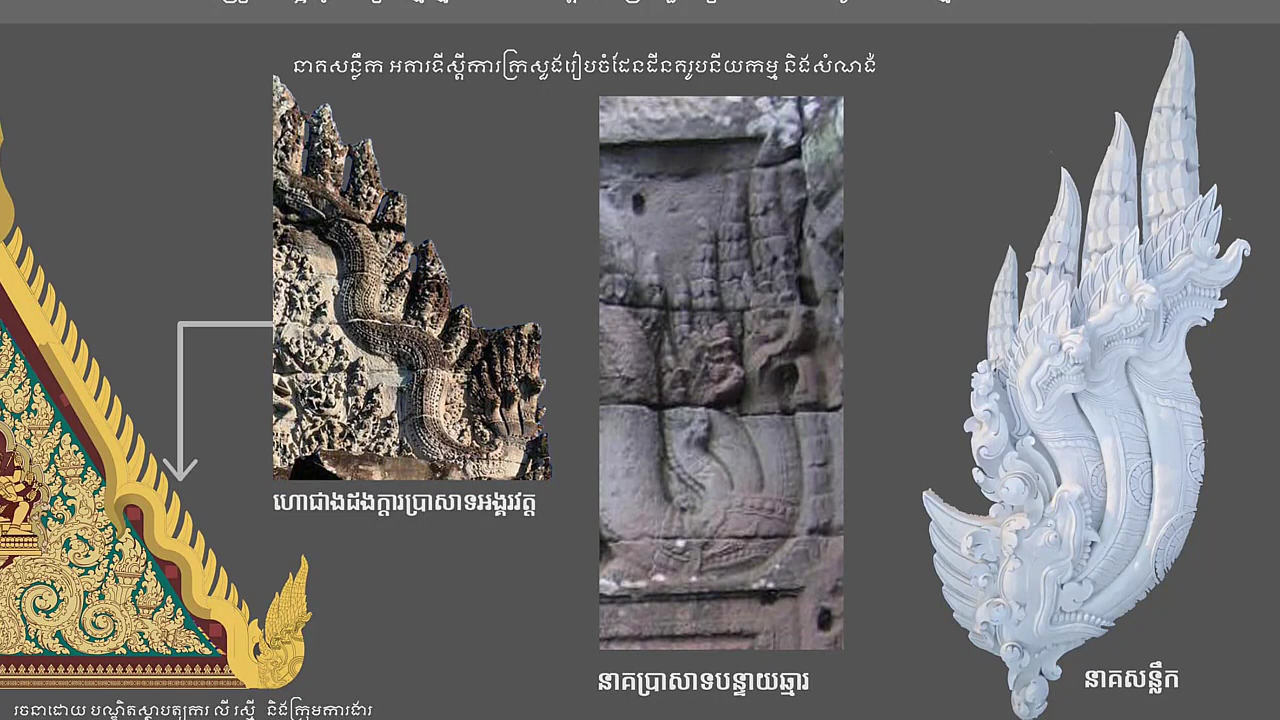 នាគសន្លឹក អគារទីស្ដីការក្រសួងរៀបចំដែនដីនគរូបនីយកម្ម និងសំណង់
ហោជាងដងក្ដារប្រាសាទអង្គរវត្ត
នាគប្រាសាទបន្ទាយឆ្មារ
នាគសន្លឹក
រចនាដោយ បណ្ឌិតស្ថាបត្យករ លី រស្មី និងក្រុមការងារ